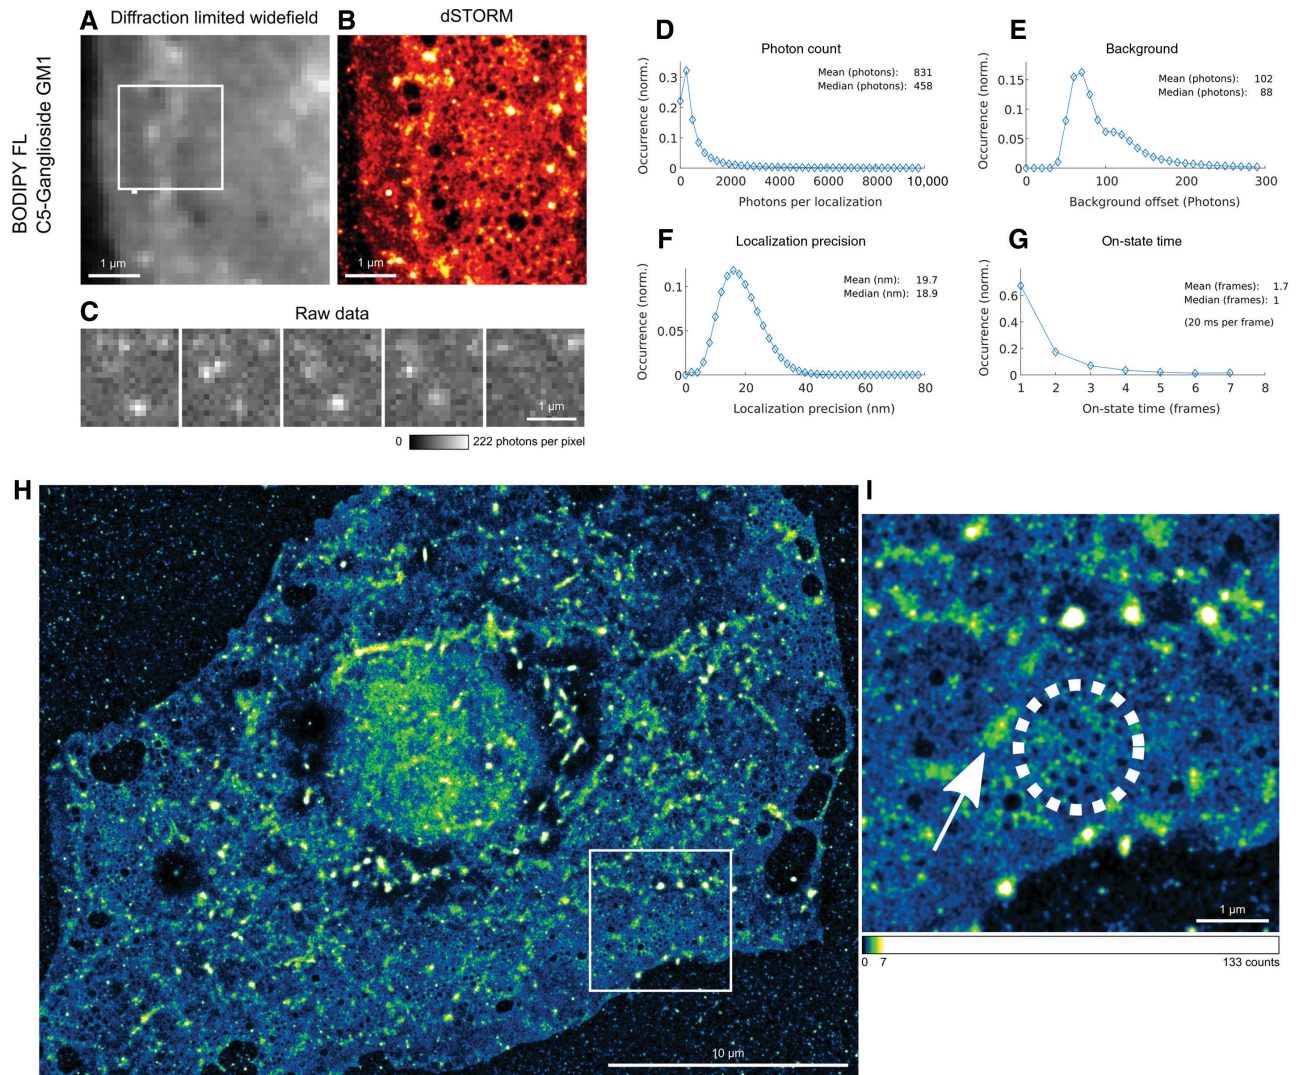 A Diffraction limited widefield
B dSTORM
BODIPY FL
C5-Ganglioside GM1
1 µm
1 µm
C Raw data
1 µm
0 222 photons per pixel
D Photon count
Mean (photons): 831
Median (photons): 458
Occurrence (norm.)
0.3
0.2
0.1
0
0 2000 4000 6000 8000 10,000
Photons per localization
E Background
Mean (photons): 102
Median (photons): 88
Occurrence (norm.)
0.15
0.10
0.05
0
0 100 200 300
Background offset (Photons)
F Localization precision
Mean (nm): 19.7
Median (nm): 18.9
Occurrence (norm.)
0.1
0.05
0
0 20 40 60 80
Localization precision (nm)
G On-state time
Mean (frames): 1.7
Median (frames): 1
(20 ms per frame)
Occurrence (norm.)
0.6
0.4
0.2
0
1 2 3 4 5 6 7 8
On-state time (frames)
H
10 µm
I
1 µm
0 7 133 counts